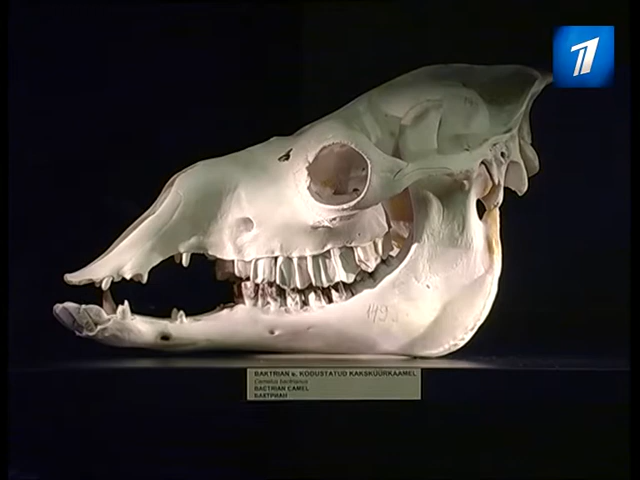 BAKTRIAN e. KODUSTATUD KAKSKÜÜRKAAMEL
Camelus bactrianus
BACTRIAN CAMEL
БАКТРИАН